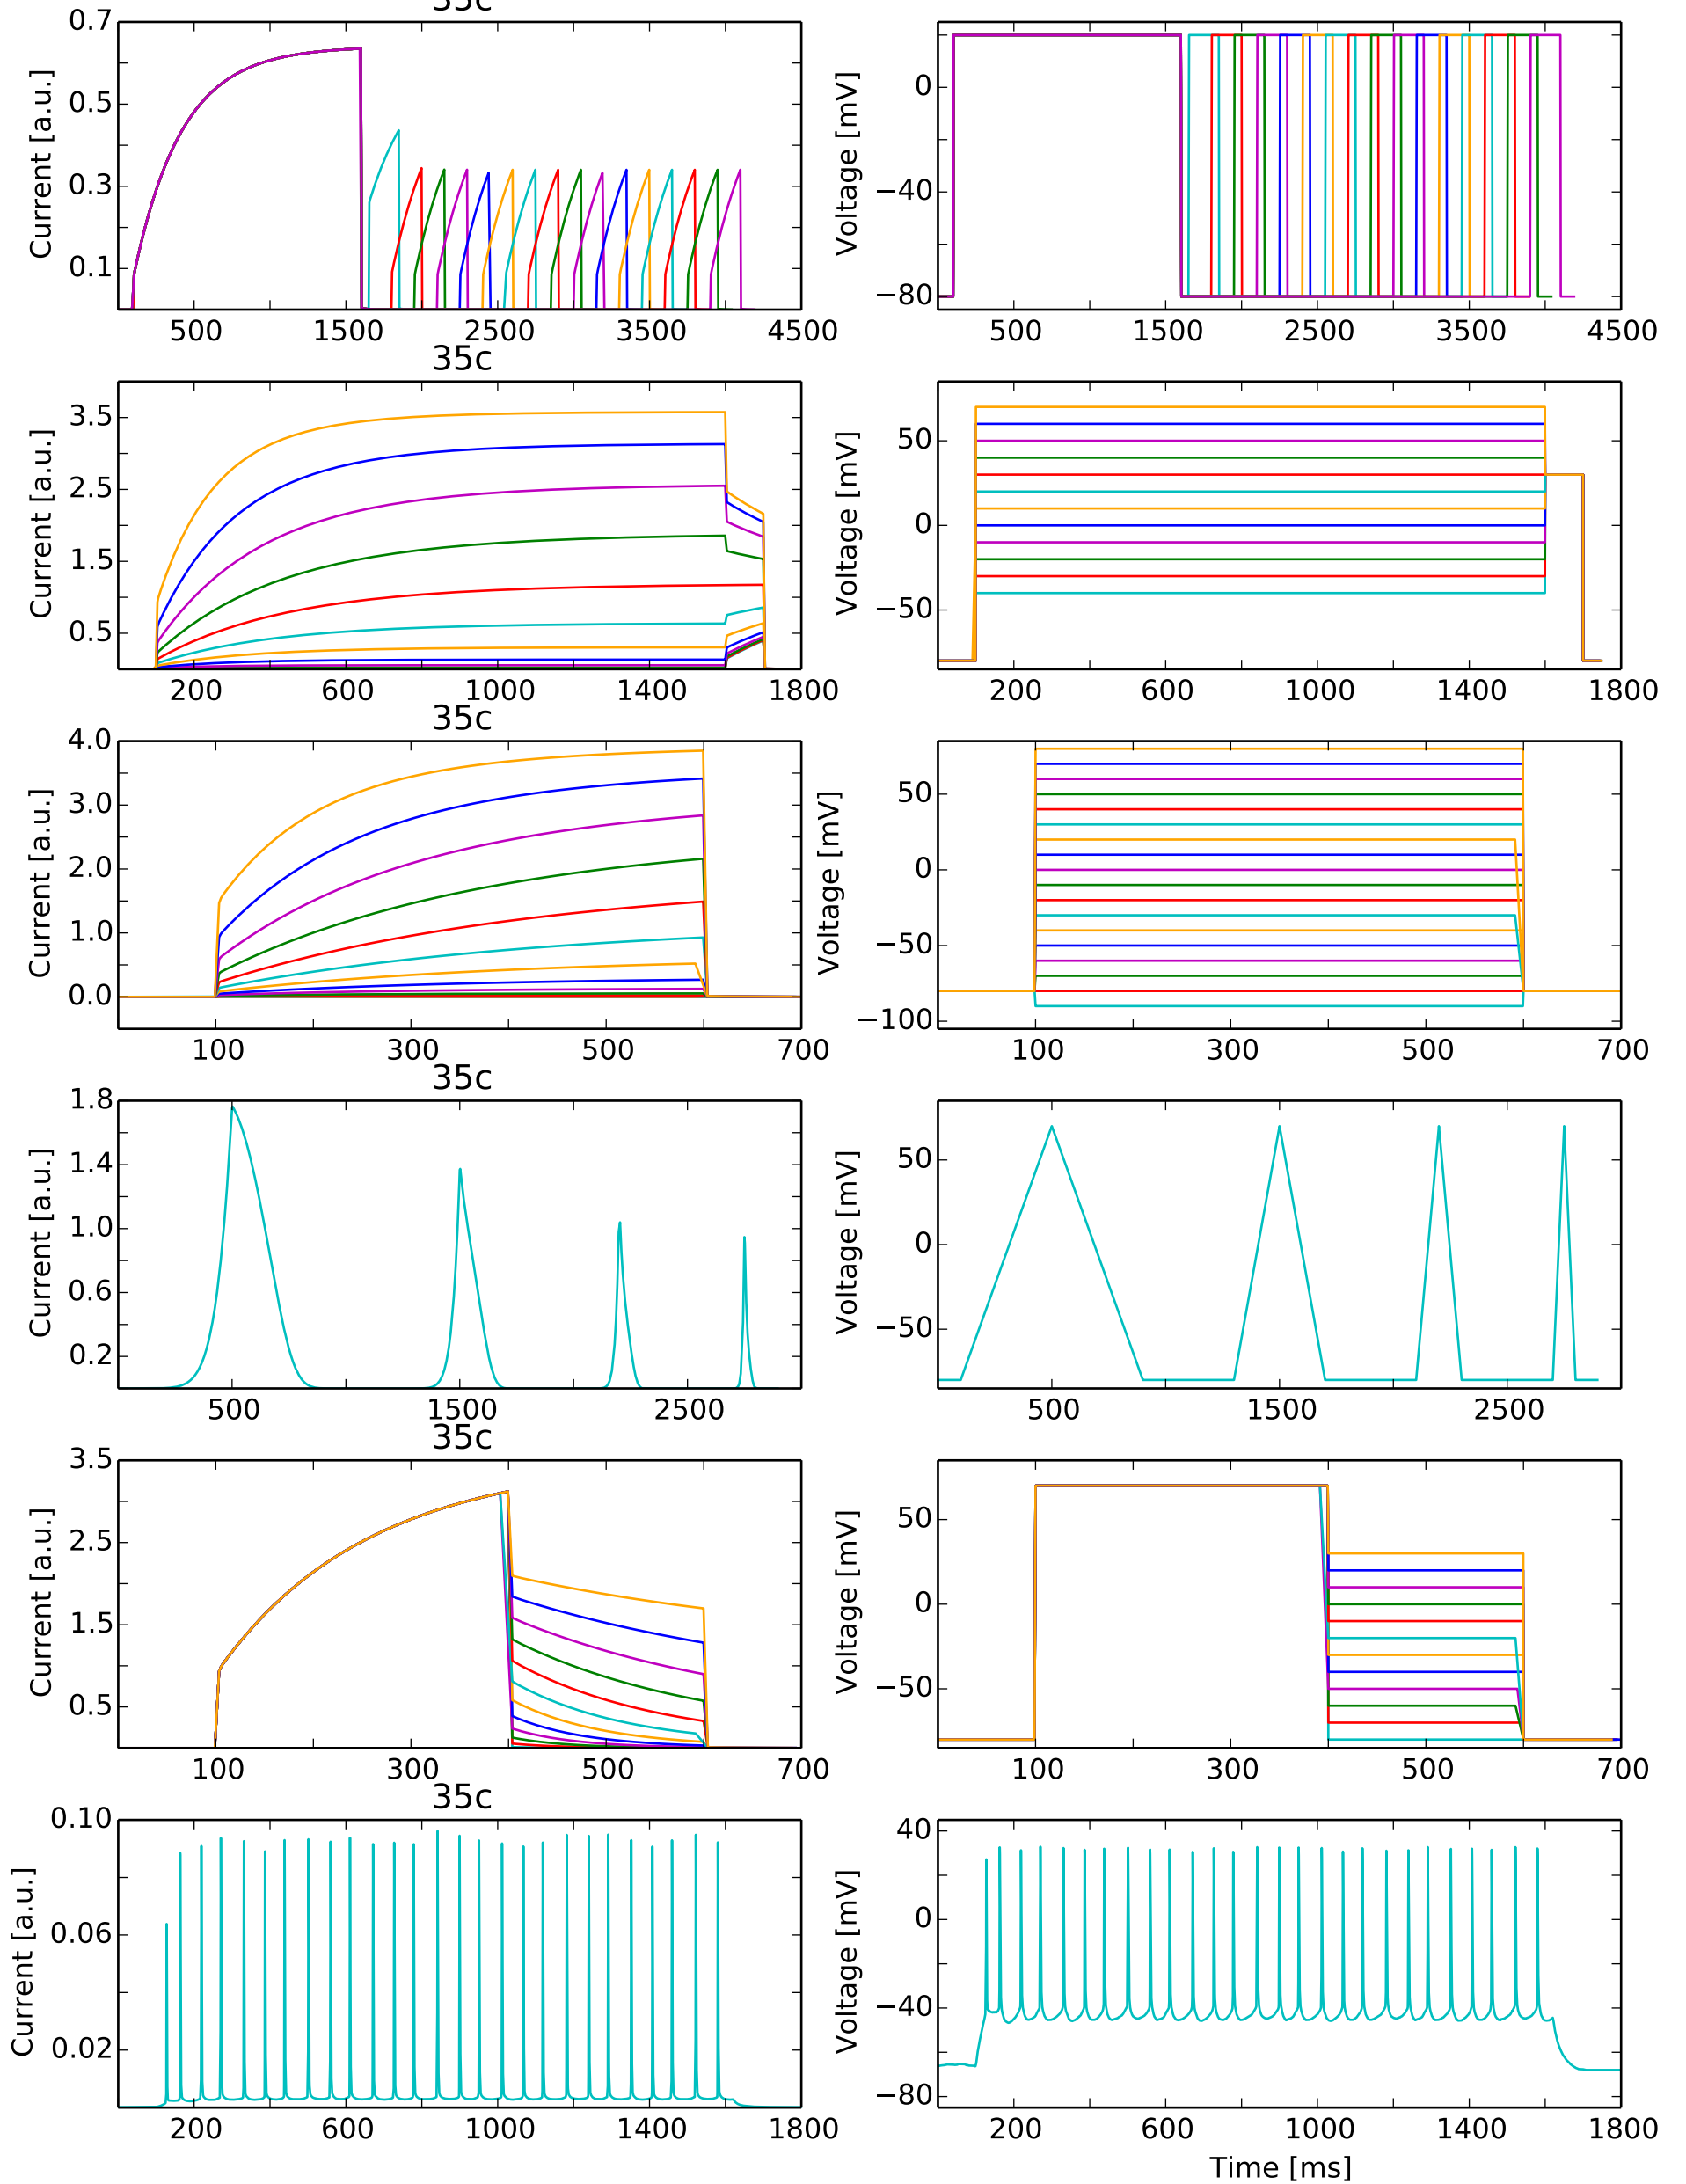 35c
0.7
0.5
0.3
0.1
Current [a.u.]
500 1500 2500 3500 4500
0
−40
−80
Voltage [mV]
500 1500 2500 3500 4500
35c
3.5
2.5
1.5
0.5
Current [a.u.]
200 600 1000 1400 1800
50
0
−50
Voltage [mV]
200 600 1000 1400 1800
35c
4.0
3.0
2.0
1.0
0.0
Current [a.u.]
100 300 500 700
50
0
−50
−100
Voltage [mV]
100 300 500 700
35c
1.8
1.4
1.0
0.6
0.2
Current [a.u.]
500 1500 2500
50
0
−50
Voltage [mV]
500 1500 2500
35c
3.5
2.5
1.5
0.5
Current [a.u.]
100 300 500 700
50
0
−50
Voltage [mV]
100 300 500 700
35c
0.10
0.06
0.02
Current [a.u.]
200 600 1000 1400 1800
40
0
−40
−80
Voltage [mV]
200 600 1000 1400 1800
Time [ms]